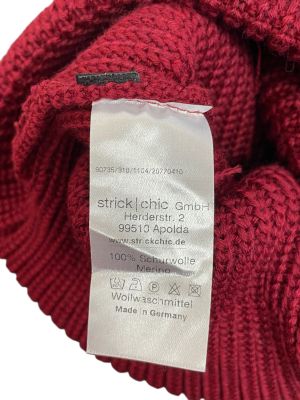 90735/910/1104/20770410
strick|chic GmbH
Herderstr. 2
99510 Apolda
www.strickchic.de
100% Schurwolle
Merino
Wollwaschmittel
Made in Germany